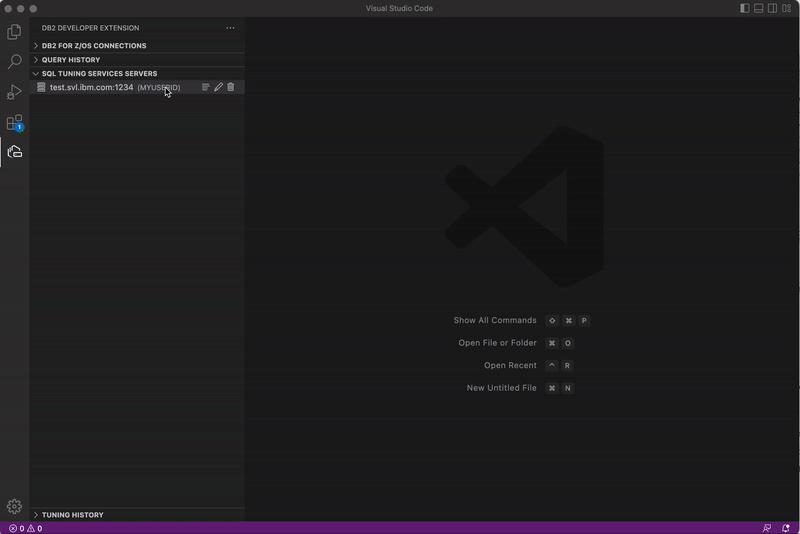 Visual Studio Code
DB2 DEVELOPER EXTENSION
DB2 FOR Z/OS CONNECTIONS
QUERY HISTORY
SQL TUNING SERVICES SERVERS
test.svl.ibm.com:1234 (MYUSERID)
1
Show All Commands ⇧ ⌘ P
Open File or Folder ⌘ O
Open Recent ^ R
New Untitled File ⌘ N
TUNING HISTORY
0 0